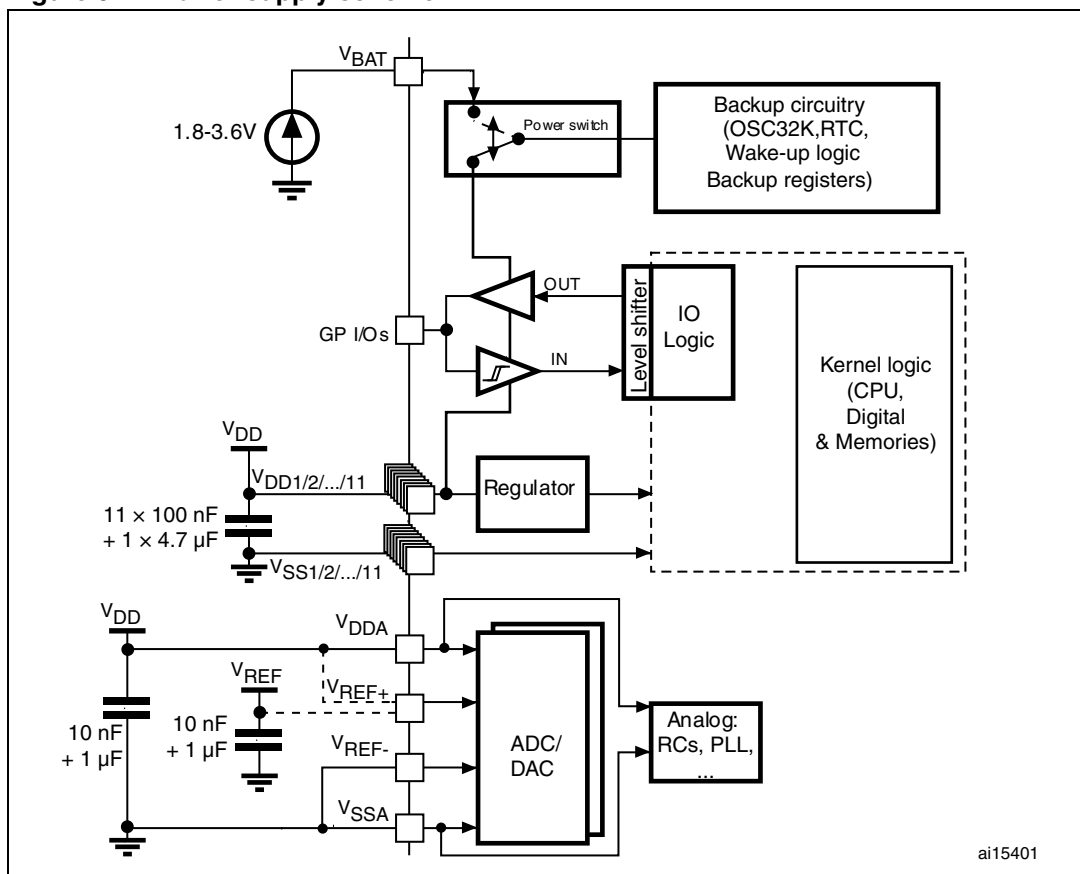 VBAT
1.8-3.6V
Power switch
Backup circuitry
(OSC32K,RTC,
Wake-up logic
Backup registers)
OUT
GP I/Os
IN
Level shifter
IO
Logic
Kernel logic
(CPU,
Digital
& Memories)
VDD
VDD1/2/.../11
Regulator
11 × 100 nF
+ 1 × 4.7 µF
VSS1/2/.../11
VDD
VDDA
VREF
VREF+
10 nF
+ 1 µF
10 nF
+ 1 µF
VREF-
ADC/
DAC
Analog:
RCs, PLL,
...
VSSA
ai15401